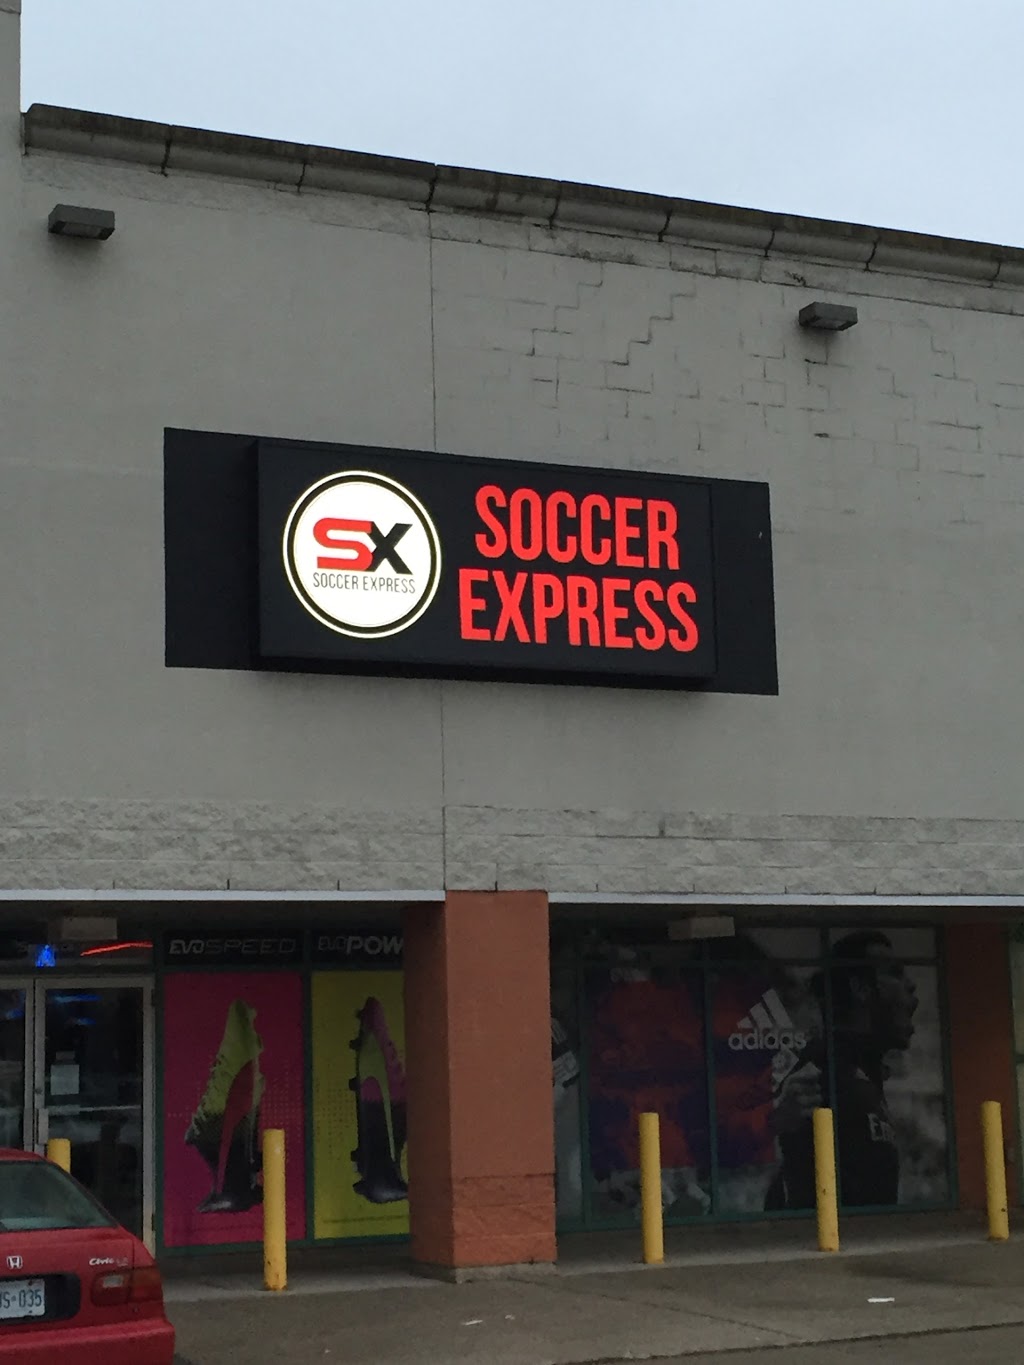 SX
SOCCER EXPRESS
SOCCER
EXPRESS
EVOSPEED
EVOPOW
adidas
Civic